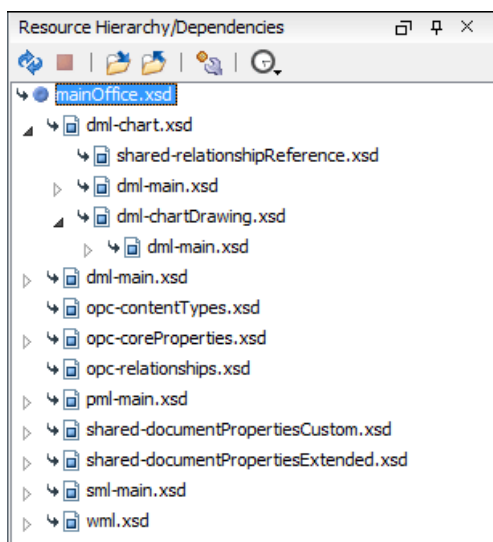 Resource Hierarchy/Dependencies
mainOffice.xsd
dml-chart.xsd
shared-relationshipReference.xsd
dml-main.xsd
dml-chartDrawing.xsd
dml-main.xsd
dml-main.xsd
opc-contentTypes.xsd
opc-coreProperties.xsd
opc-relationships.xsd
pml-main.xsd
shared-documentPropertiesCustom.xsd
shared-documentPropertiesExtended.xsd
sml-main.xsd
wml.xsd